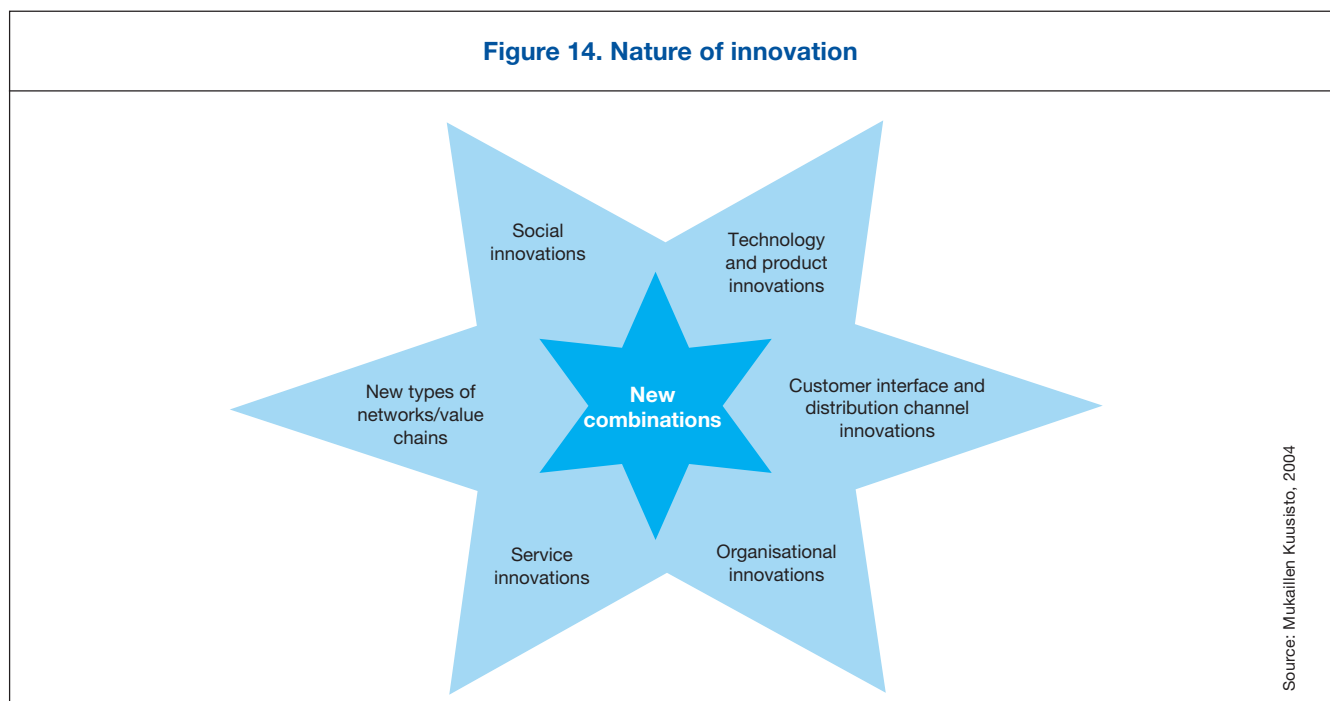 Figure 14. Nature of innovation
Social
innovations
Technology
and product
innovations
New types of
networks/value
chains
New
combinations
Customer interface and
distribution channel
innovations
Service
innovations
Organisational
innovations
Source: Mukaillen Kuusisto, 2004